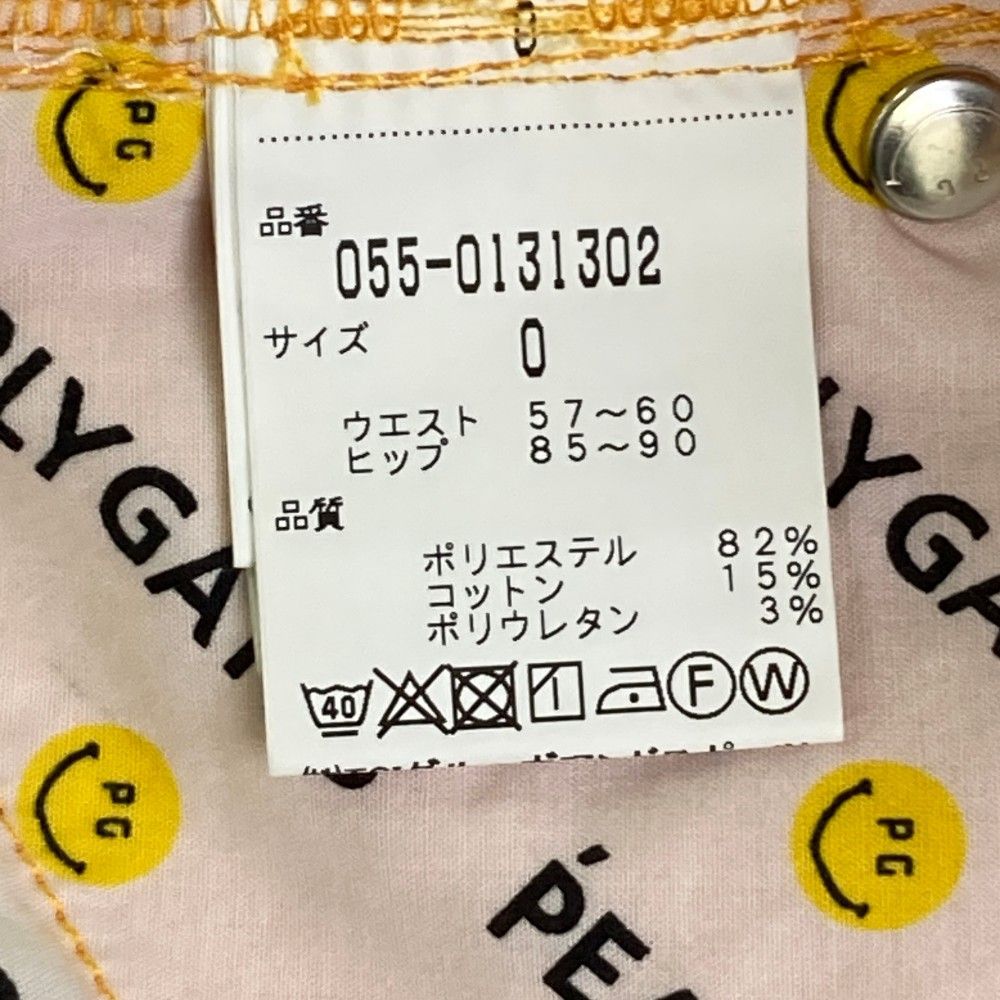 0
品番
055-0131302
サイズ 0
ウエスト 57～60
ヒップ 85～90
品質
ポリエステル 82%
コットン 15%
ポリウレタン 3%
40 F W
PG
PG
PG
PG